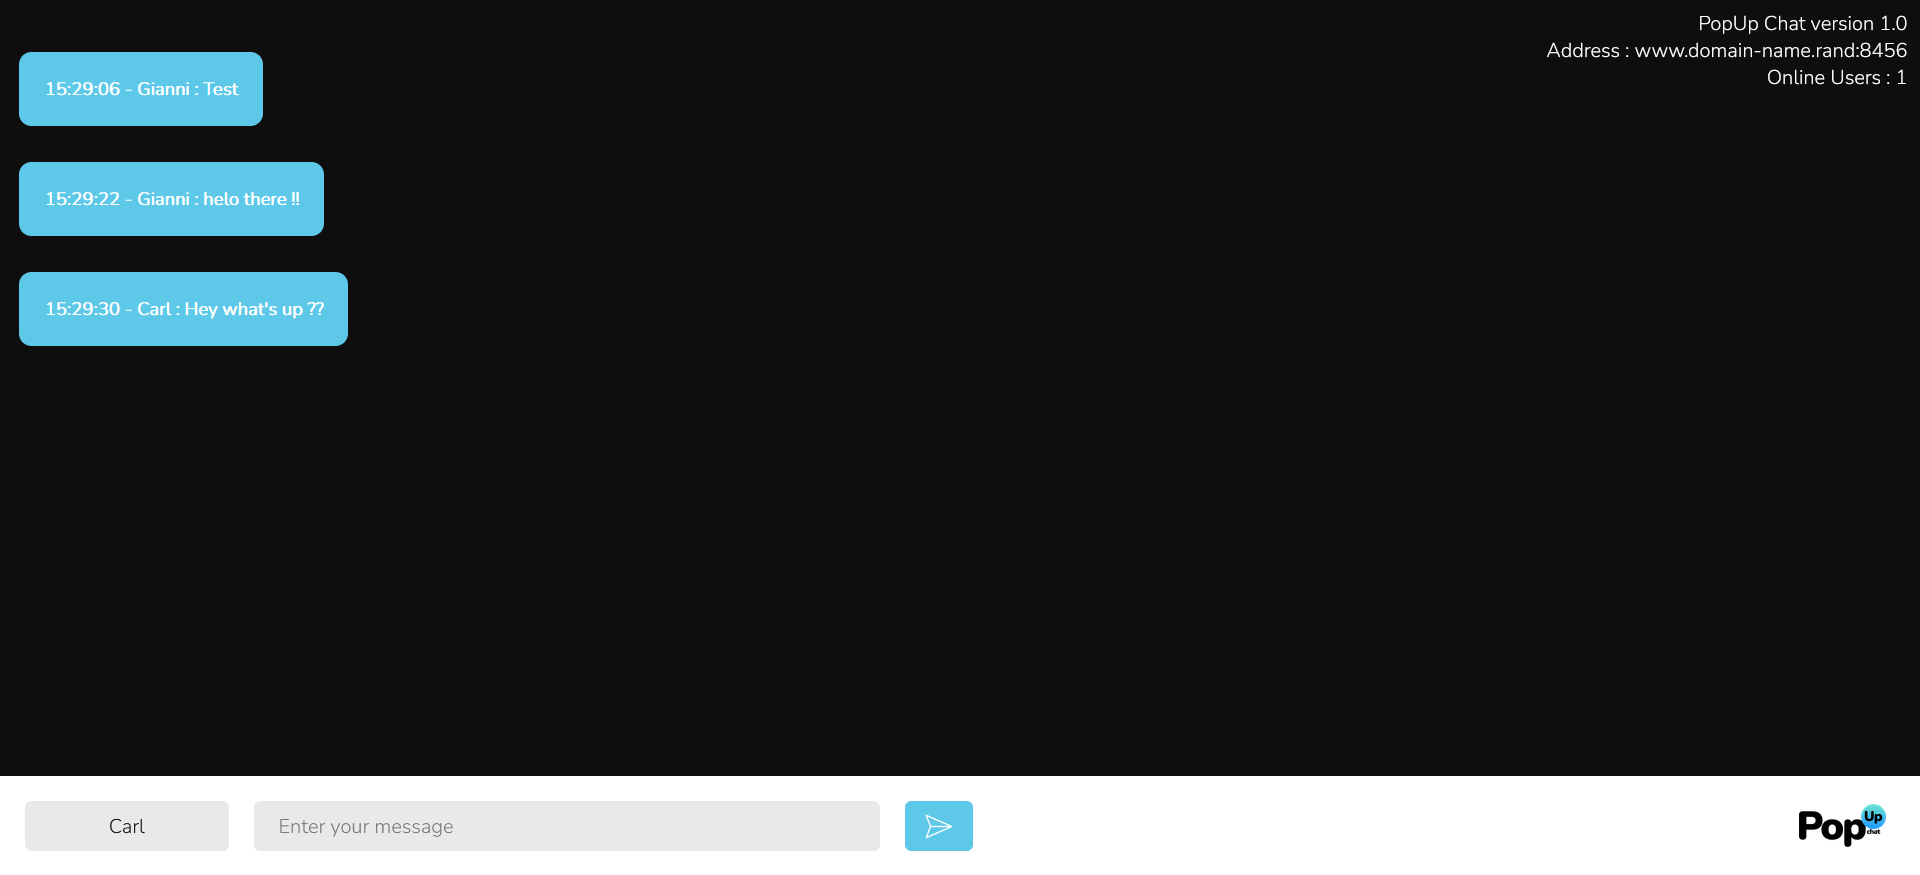 PopUp Chat version 1.0
Address : www.domain-name.rand:8456
Online Users : 1
15:29:06 - Gianni : Test
15:29:22 - Gianni : helo there !!
15:29:30 - Carl : Hey what's up ??
Carl
Enter your message
Pop Up
chat